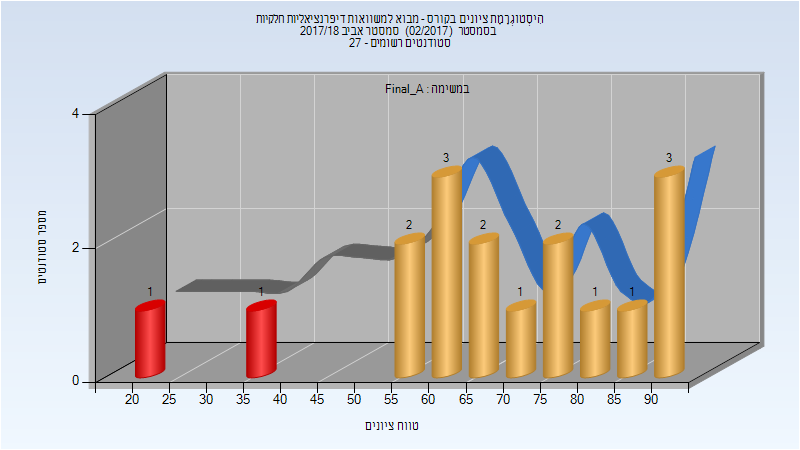 היסטוגרמת ציונים בקורס - מבוא למשוואות דיפרנציאליות חלקיות
בסמסטר (02/2017) סמסטר אביב 2017/18
סטודנטים רשומים - 27
במשימה : Final_A
מספר סטודנטים
4
2
0
1
1
2
3
2
1
2
1
1
3
20 25 30 35 40 45 50 55 60 65 70 75 80 85 90
טווח ציונים